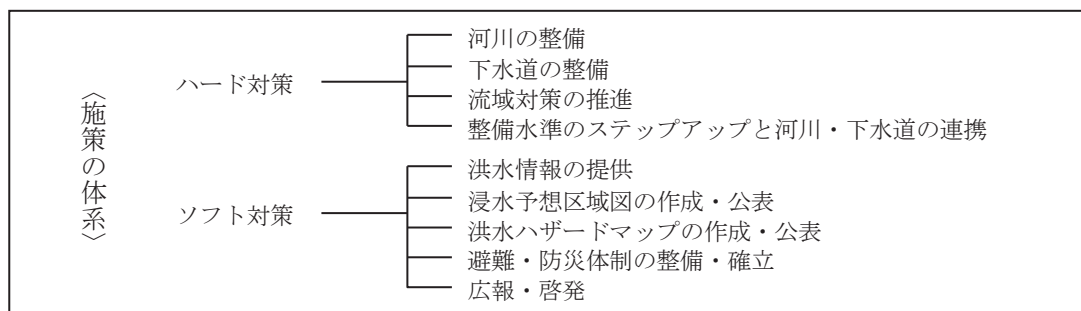 〈施策の体系〉
ハード対策
河川の整備
下水道の整備
流域対策の推進
整備水準のステップアップと河川・下水道の連携
ソフト対策
洪水情報の提供
浸水予想区域図の作成・公表
洪水ハザードマップの作成・公表
避難・防災体制の整備・確立
広報・啓発